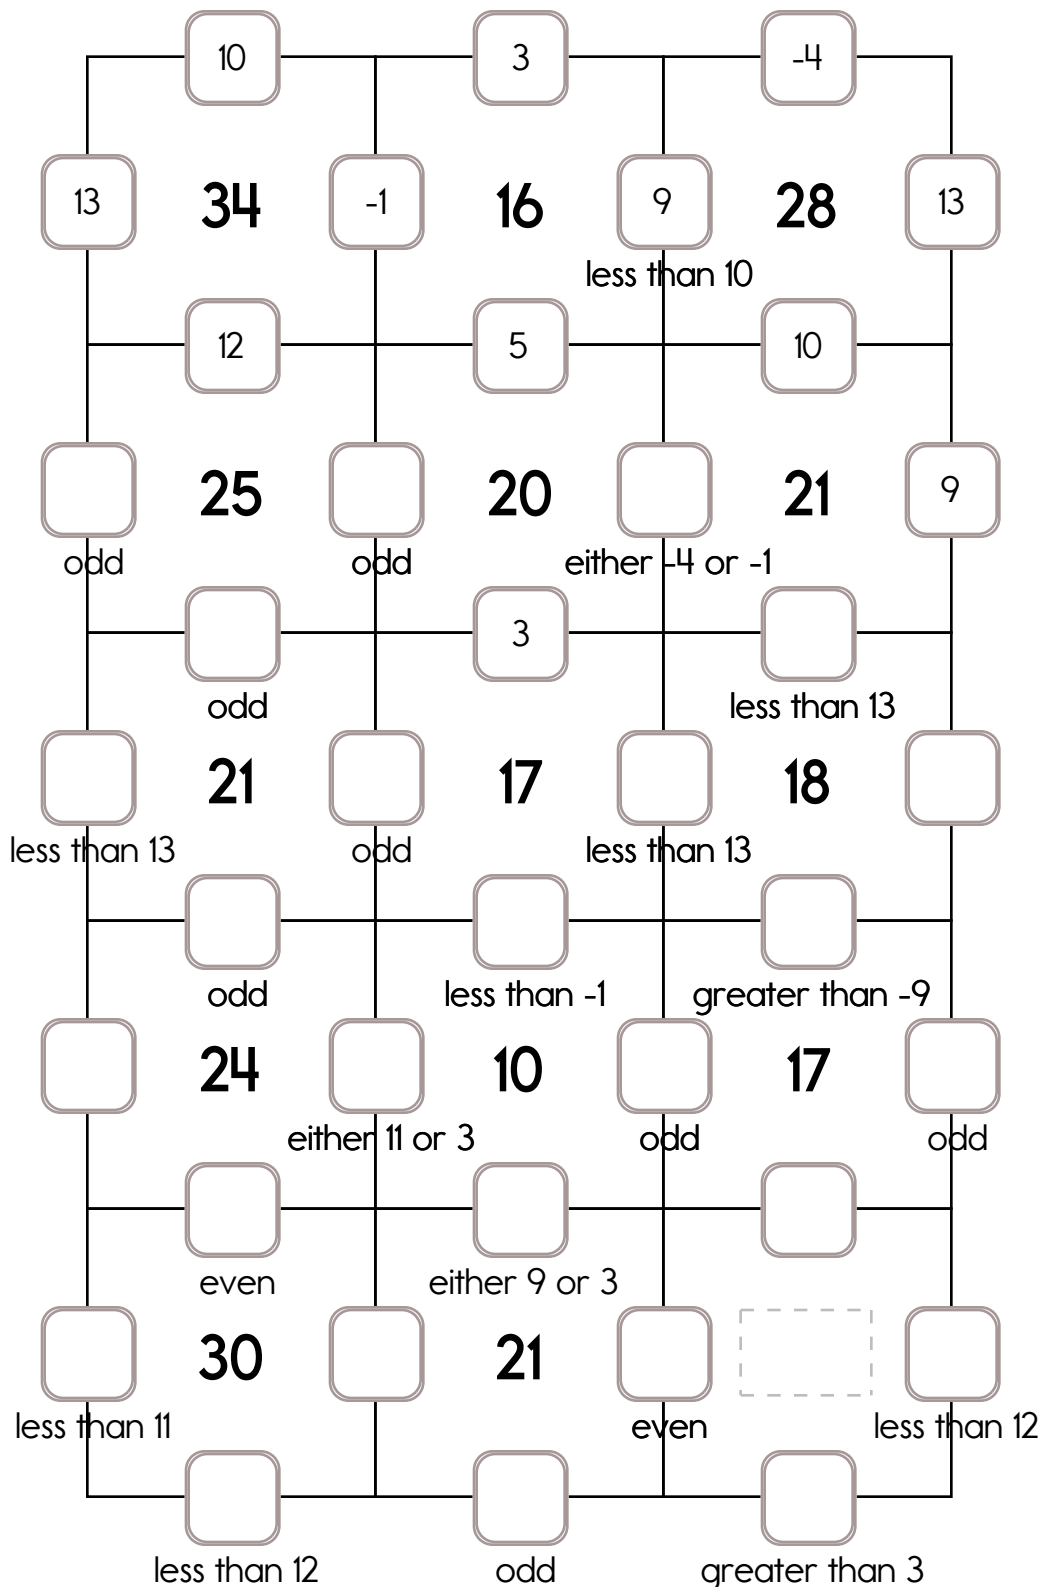 10 3 -4
13 34 -1 16 9 28 13
less than 10
12 5 10
25 20 21 9
odd odd either -4 or -1
3
odd less than 13
21 17 18
less than 13 odd less than 13
odd less than -1 greater than -9
24 10 17
either 11 or 3 odd odd
even either 9 or 3
30 21
less than 11 even less than 12
less than 12 odd greater than 3